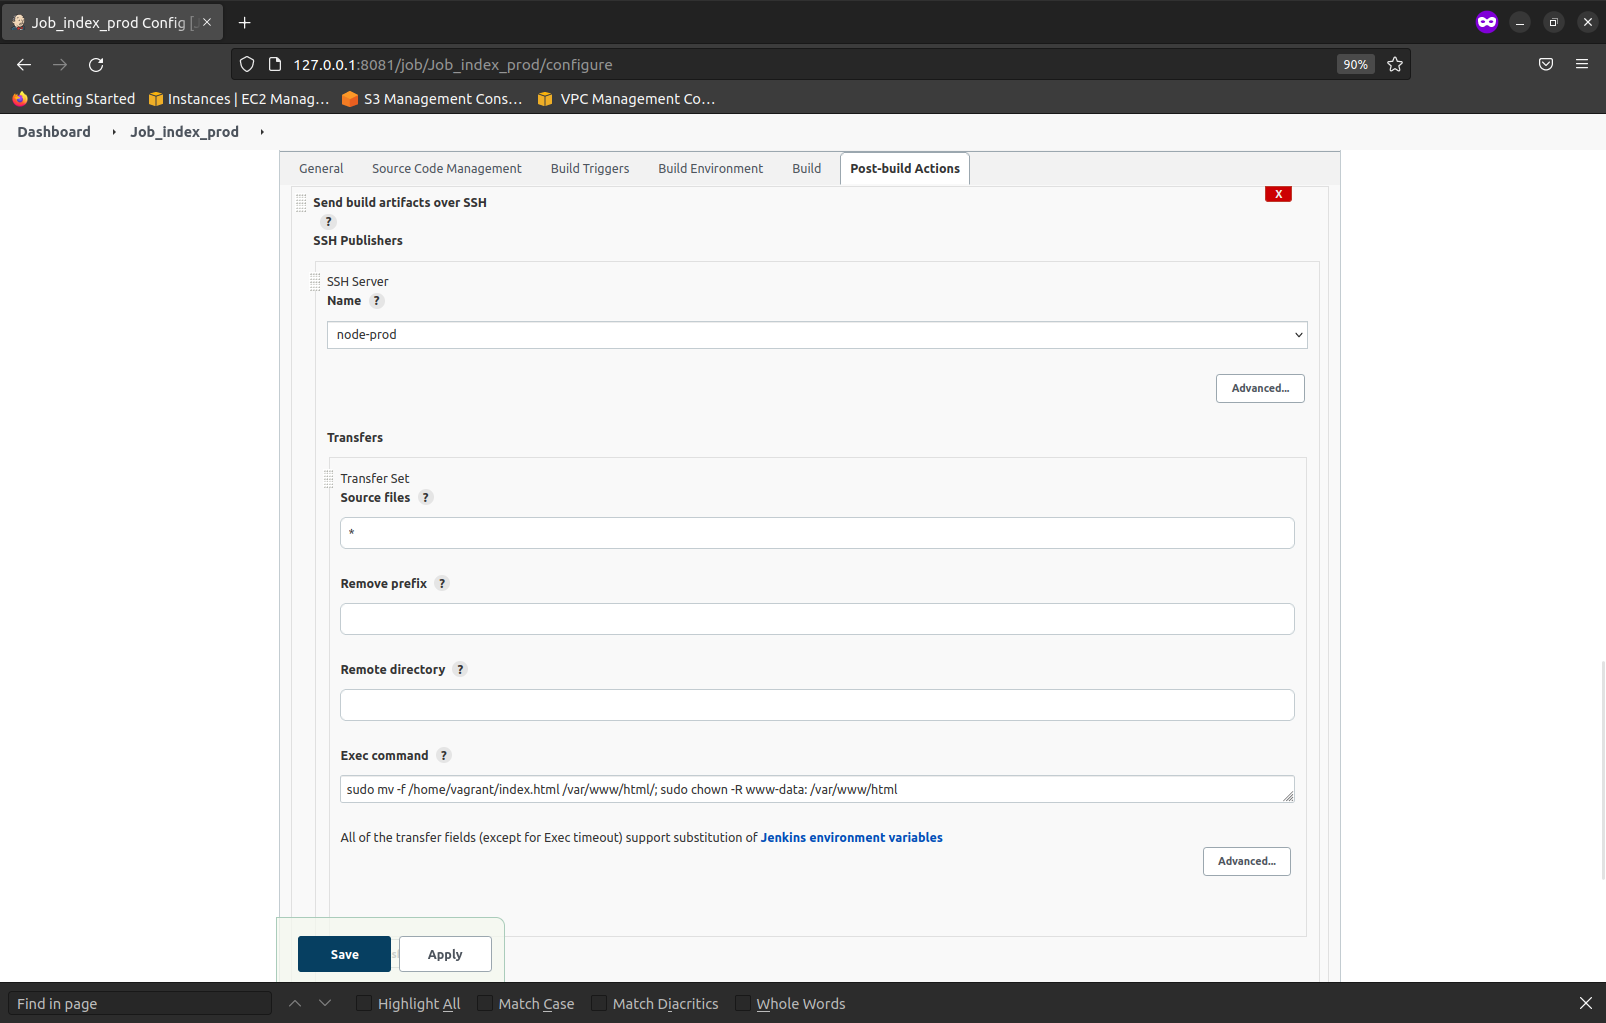 Job_index_prod Config [J
127.0.0.1:8081/job/Job_index_prod/configure
90%
Getting Started
Instances | EC2 Manag…
S3 Management Cons…
VPC Management Co…
Dashboard
Job_index_prod
General
Source Code Management
Build Triggers
Build Environment
Build
Post-build Actions
Send build artifacts over SSH
X
?
SSH Publishers
SSH Server
Name ?
node-prod
Advanced...
Transfers
Transfer Set
Source files ?
*
Remove prefix ?
Remote directory ?
Exec command ?
sudo mv -f /home/vagrant/index.html /var/www/html/; sudo chown -R www-data: /var/www/html
All of the transfer fields (except for Exec timeout) support substitution of Jenkins environment variables
Advanced...
Save
Apply
Find in page
Highlight All
Match Case
Match Diacritics
Whole Words